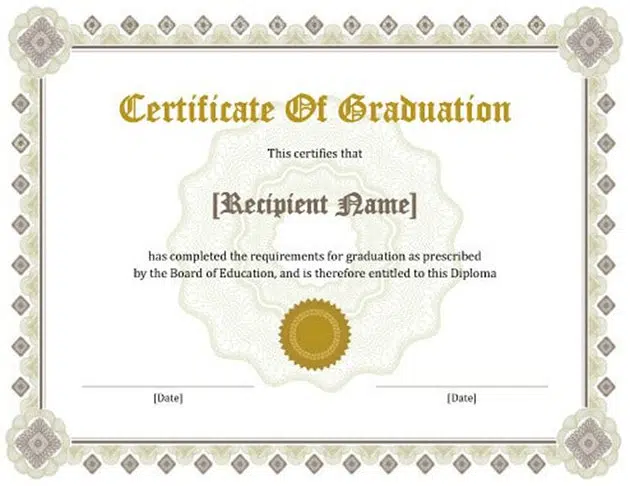 Certificate Of Graduation
This certifies that
[Recipient Name]
has completed the requirements for graduation as prescribed
by the Board of Education, and is therefore entitled to this Diploma
[Date]
[Date]